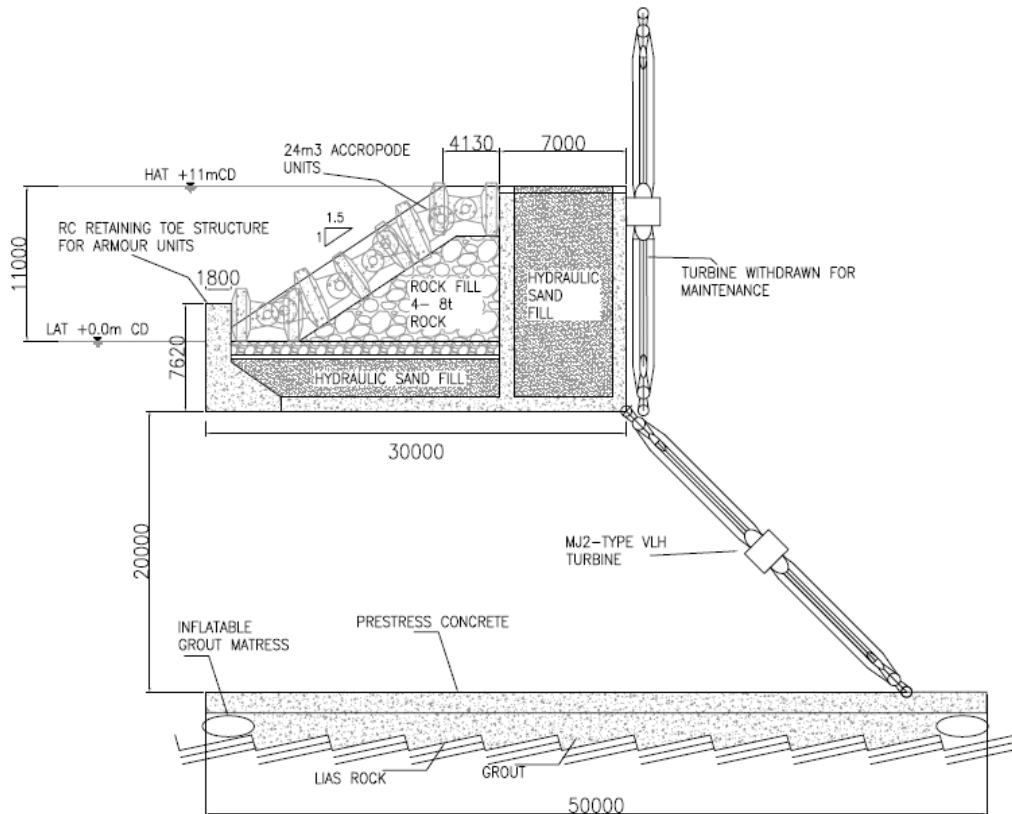 4130
7000
24m3 ACCROPODE
UNITS
HAT +11mCD
RC RETAINING TOE STRUCTURE
FOR ARMOUR UNITS
1.5
1
11000
1800
ROCK FILL
4- 8t
ROCK
HYDRAULIC
SAND
FILL
TURBINE WITHDRAWN FOR
MAINTENANCE
LAT +0.0m CD
7620
HYDRAULIC SAND FILL
30000
20000
MJ2-TYPE VLH
TURBINE
INFLATABLE
GROUT MATRESS
PRESTRESS CONCRETE
LIAS ROCK
GROUT
50000